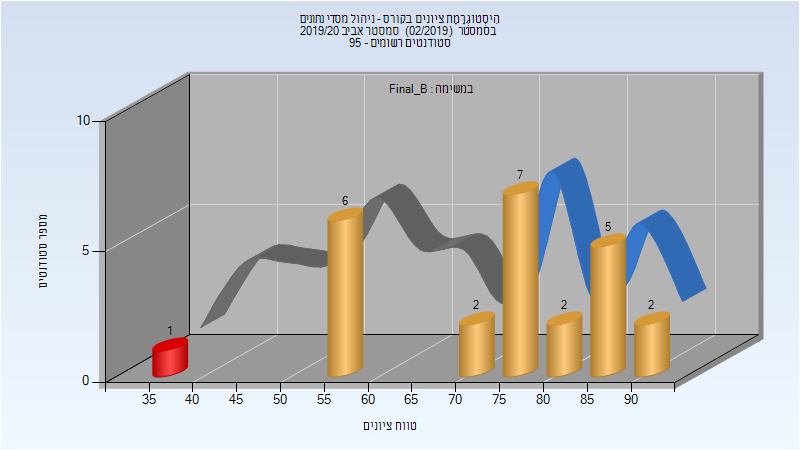 היסטוגרמת ציונים בקורס - ניהול מסדי נתונים
בסמסטר (02/2019) סמסטר אביב 2019/20
סטודנטים רשומים - 95
במשימה : Final_B
מספר סטודנטים
10
5
0
1
6
2
7
2
5
2
35 40 45 50 55 60 65 70 75 80 85 90
טווח ציונים